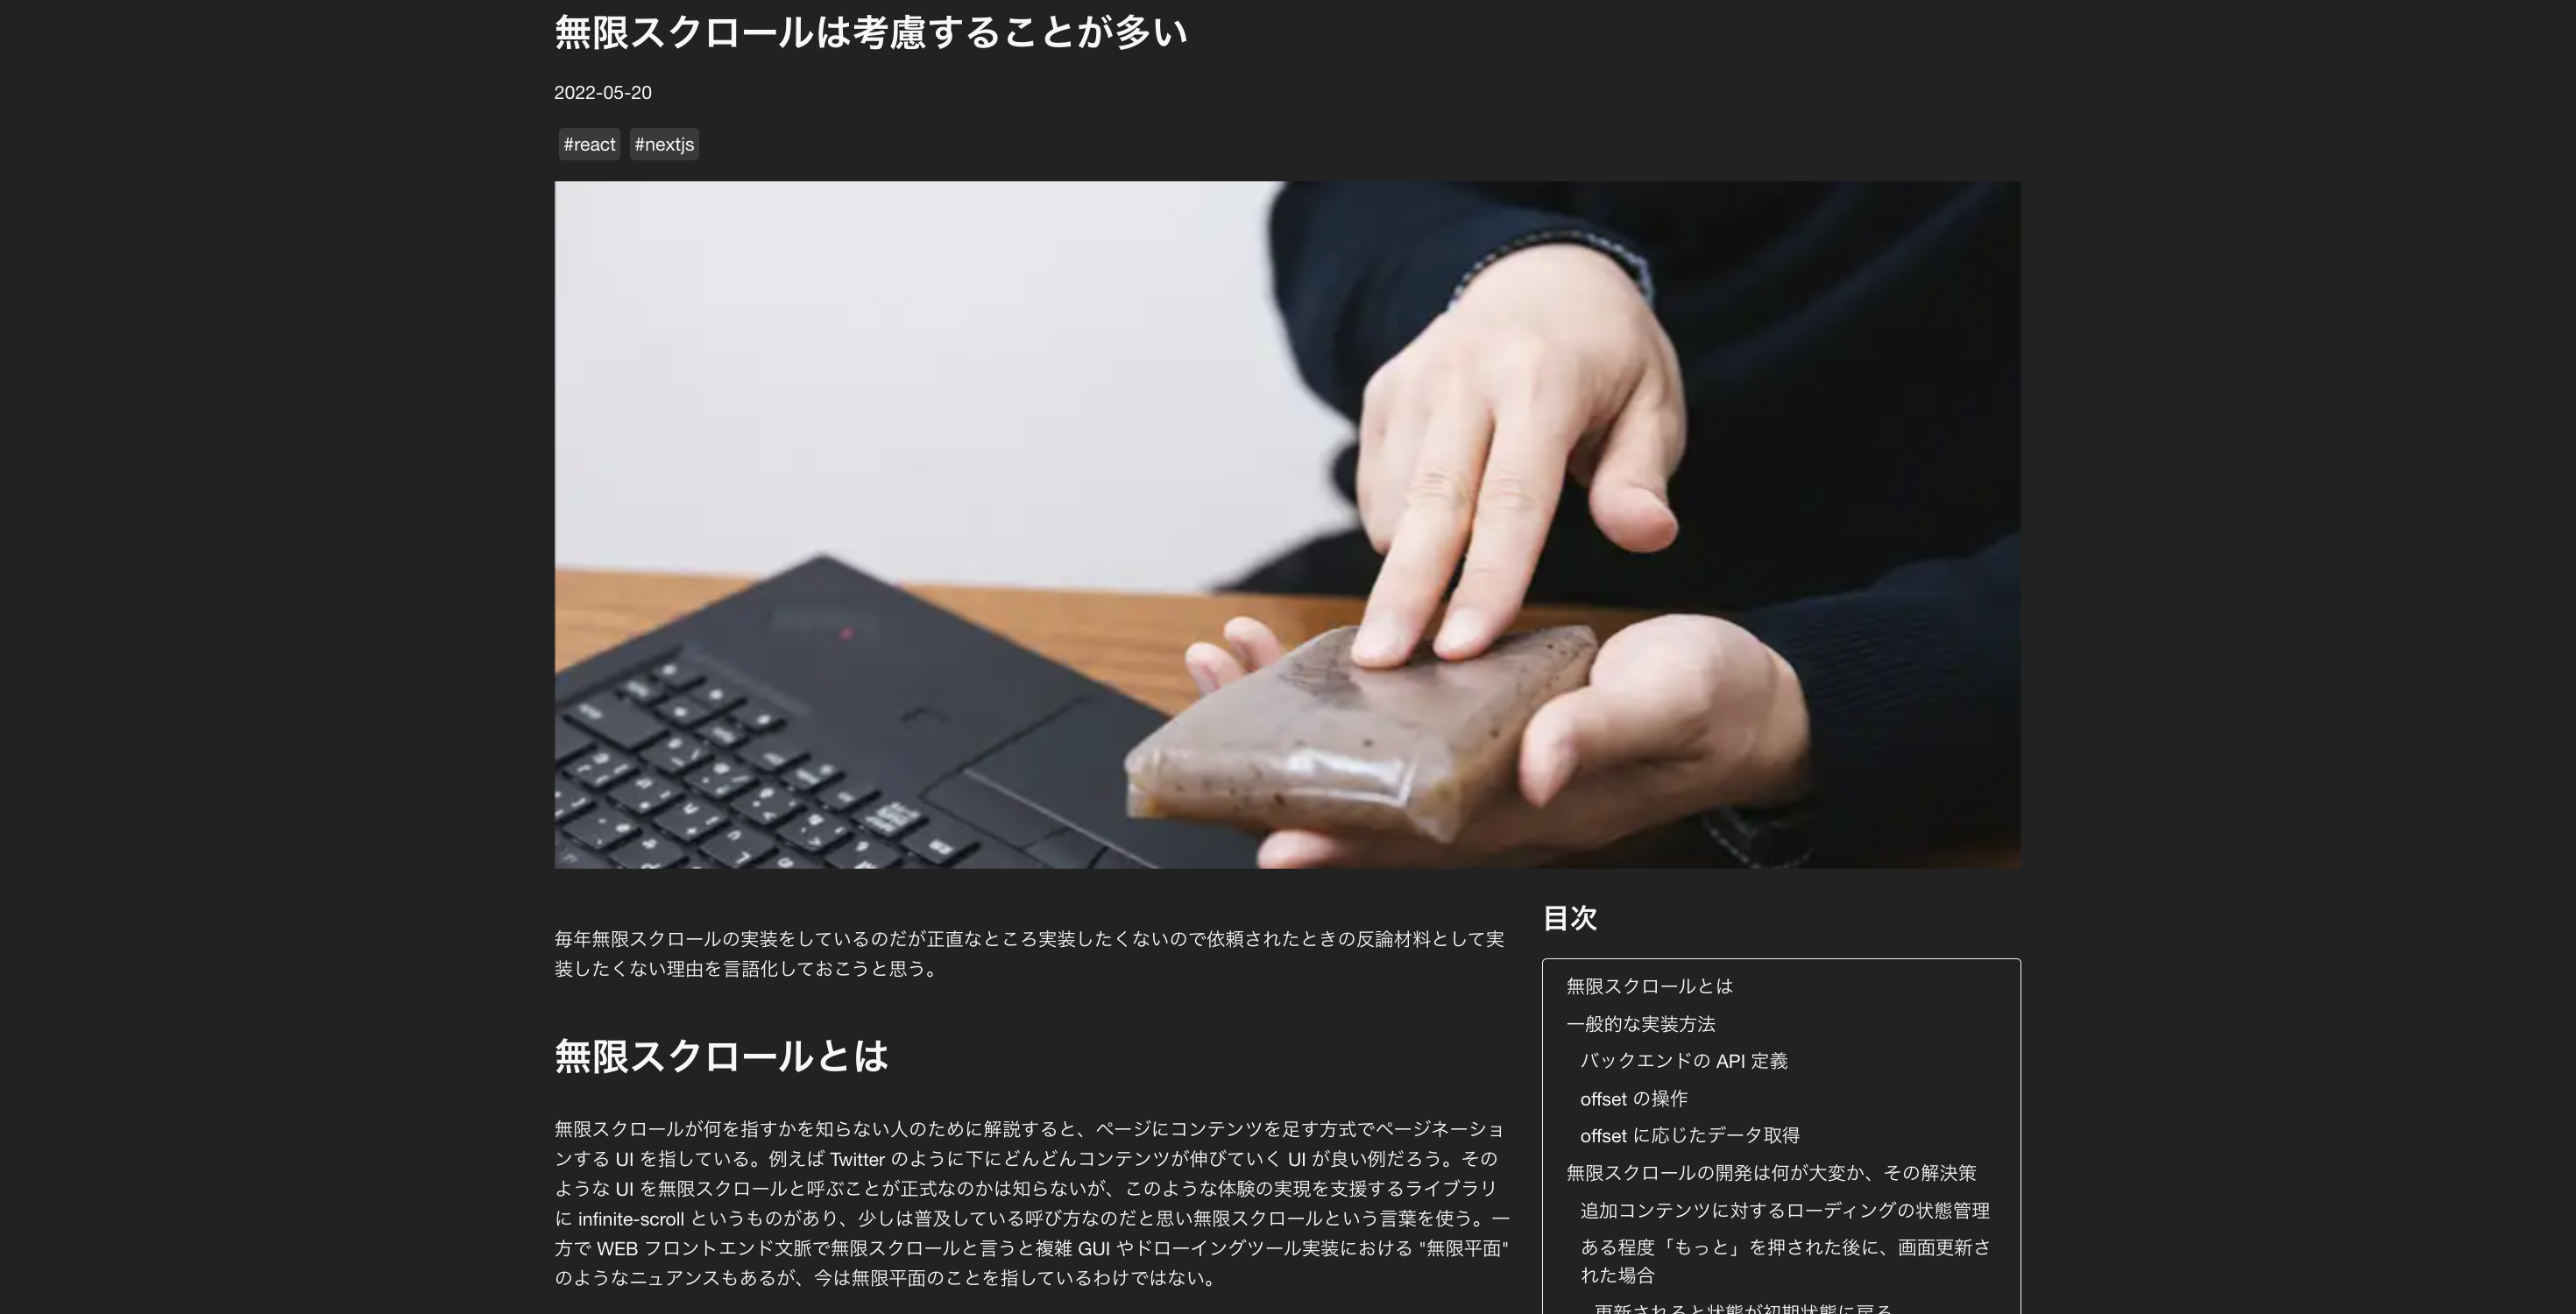 無限スクロールは考慮することが多い
2022-05-20
#react #nextjs
毎年無限スクロールの実装をしているのだが正直なところ実装したくないので依頼されたときの反論材料として実
装したくない理由を言語化しておこうと思う。
無限スクロールとは
無限スクロールが何を指すかを知らない人のために解説すると、ページにコンテンツを足す方式でページネーショ
ンする UI を指している。例えば Twitter のように下にどんどんコンテンツが伸びていく UI が良い例だろう。その
ような UI を無限スクロールと呼ぶことが正式なのかは知らないが、このような体験の実現を支援するライブラリ
に infinite-scroll というものがあり、少しは普及している呼び方なのだと思い無限スクロールという言葉を使う。一
方で WEB フロントエンド文脈で無限スクロールと言うと複雑 GUI やドローイングツール実装における "無限平面"
のようなニュアンスもあるが、今は無限平面のことを指しているわけではない。
目次
無限スクロールとは
一般的な実装方法
バックエンドの API 定義
offset の操作
offset に応じたデータ取得
無限スクロールの開発は何が大変か、その解決策
追加コンテンツに対するローディングの状態管理
ある程度「もっと」を押された後に、画面更新さ
れた場合
更新されると状態が初期状態に戻る